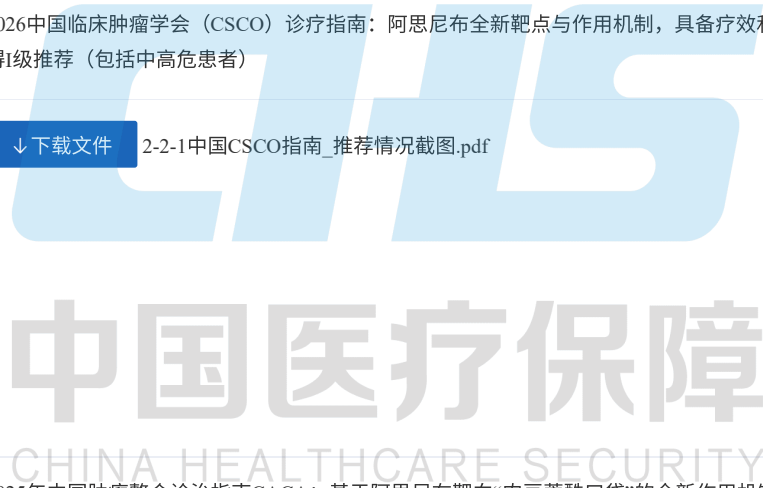 026中国临床肿瘤学会（CSCO）诊疗指南：阿思尼布全新靶点与作用机制，具备疗效
I级推荐（包括中高危患者）
↓下载文件 2-2-1中国CSCO指南_推荐情况截图.pdf
CHS
中国医疗保障
CHINA HEALTHCARE SECURITY